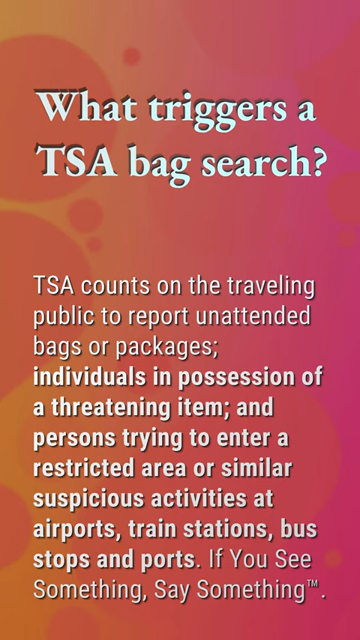 What triggers a
TSA bag search?
TSA counts on the traveling
public to report unattended
bags or packages;
individuals in possession of
a threatening item; and
persons trying to enter a
restricted area or similar
suspicious activities at
airports, train stations, bus
stops and ports. If You See
Something, Say Something™.